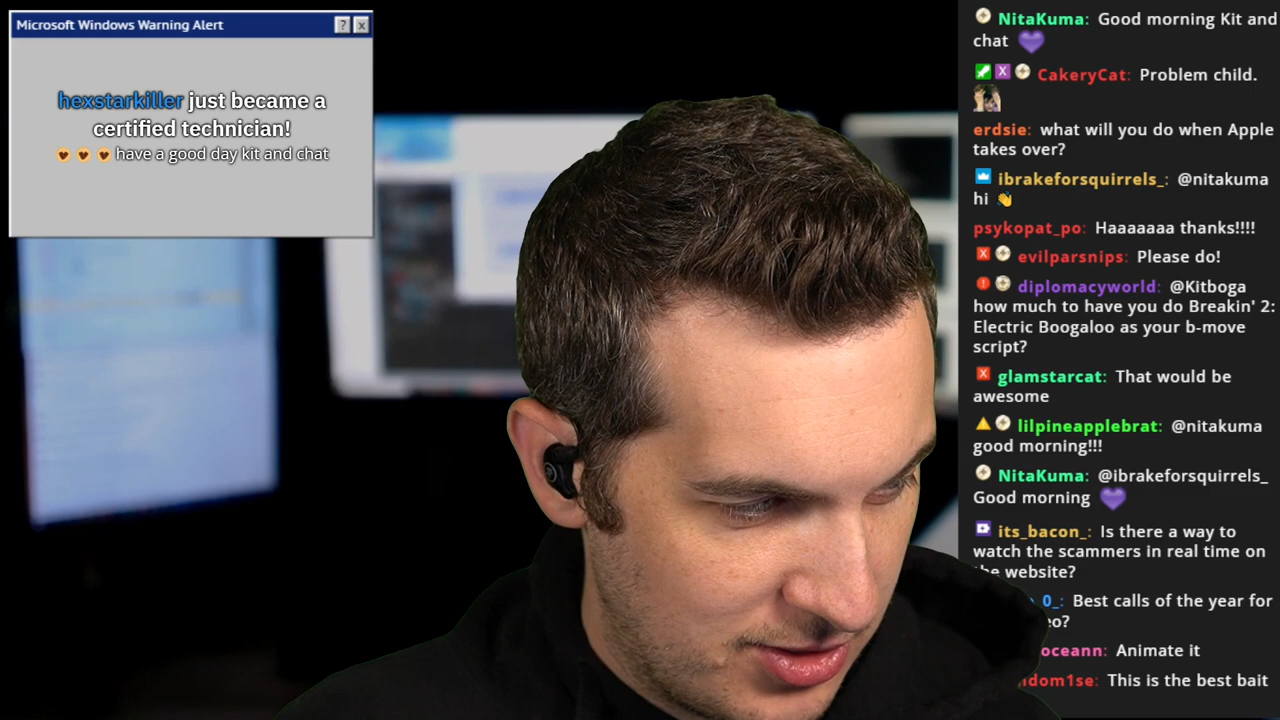 Microsoft Windows Warning Alert
hexstarkiller just became a
certified technician!
have a good day kit and chat
NitaKuma: Good morning Kit and
chat
CakeryCat: Problem child.
erdsie: what will you do when Apple
takes over?
ibrakeforsquirrels_: @nitakuma
hi
psykopat_po: Haaaaaaa thanks!!!!
evilparsnips: Please do!
diplomacyworld: @Kitboga
how much to have you do Breakin' 2:
Electric Boogaloo as your b-move
script?
glamstarcat: That would be
awesome
lilpineapplebrat: @nitakuma
good morning!!!
NitaKuma: @ibrakeforsquirrels_
Good morning
its_bacon_: Is there a way to
watch the scammers in real time on
website?
Best calls of the year for
Animate it
This is the best bait